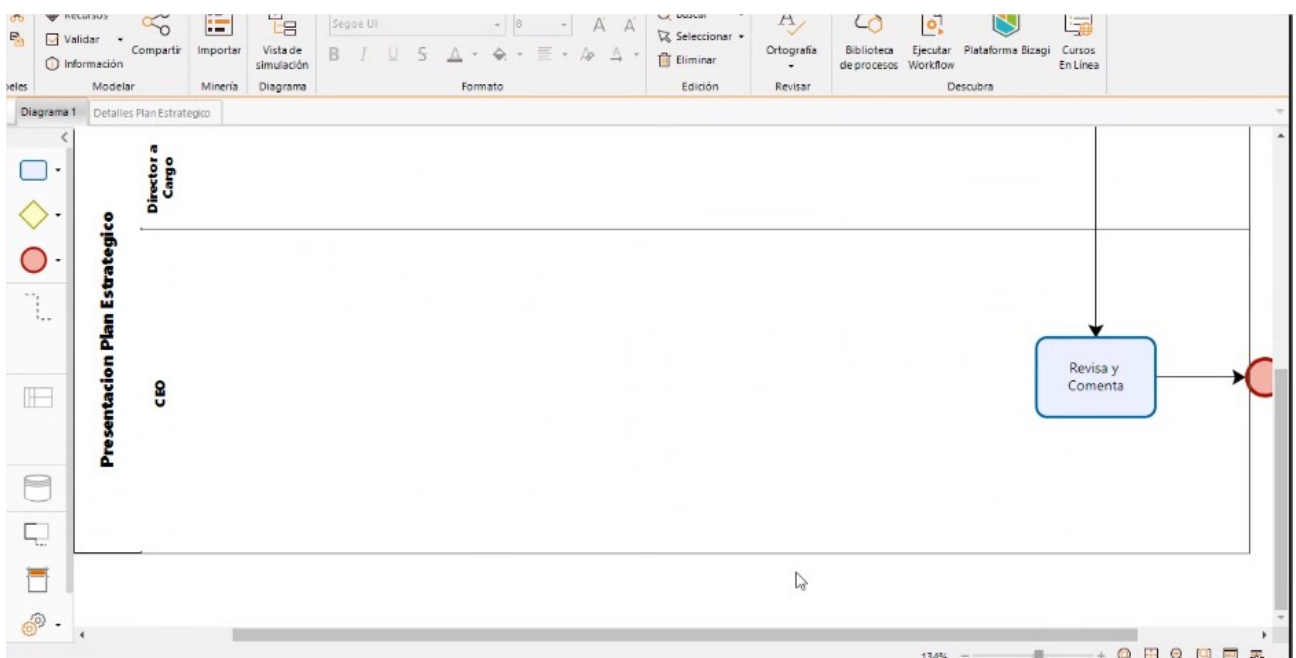 Recursos
Validar
Información
Compartir
Importar
Vista de
simulación
Segoe UI
8
A A
B I U S A
Buscar
Seleccionar
Eliminar
Ortografía
Biblioteca
de procesos
Ejecutar
Workflow
Plataforma Bizagi
Cursos
En Línea
Modelar
Minería
Diagrama
Formato
Edición
Revisar
Descubra
Diagrama 1
Detalles Plan Estrategico
Presentacion Plan Estrategico
Director a
Cargo
CEO
Revisa y
Comenta
134%